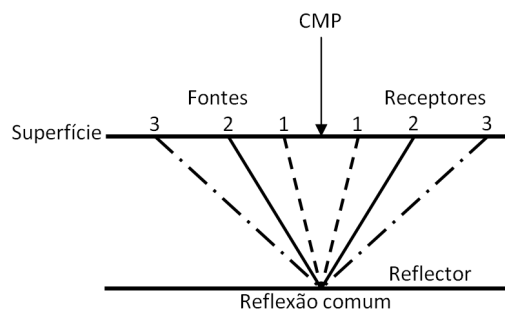 CMP
Fontes Receptores
Superfície 3 2 1 1 2 3
Reflector
Reflexão comum